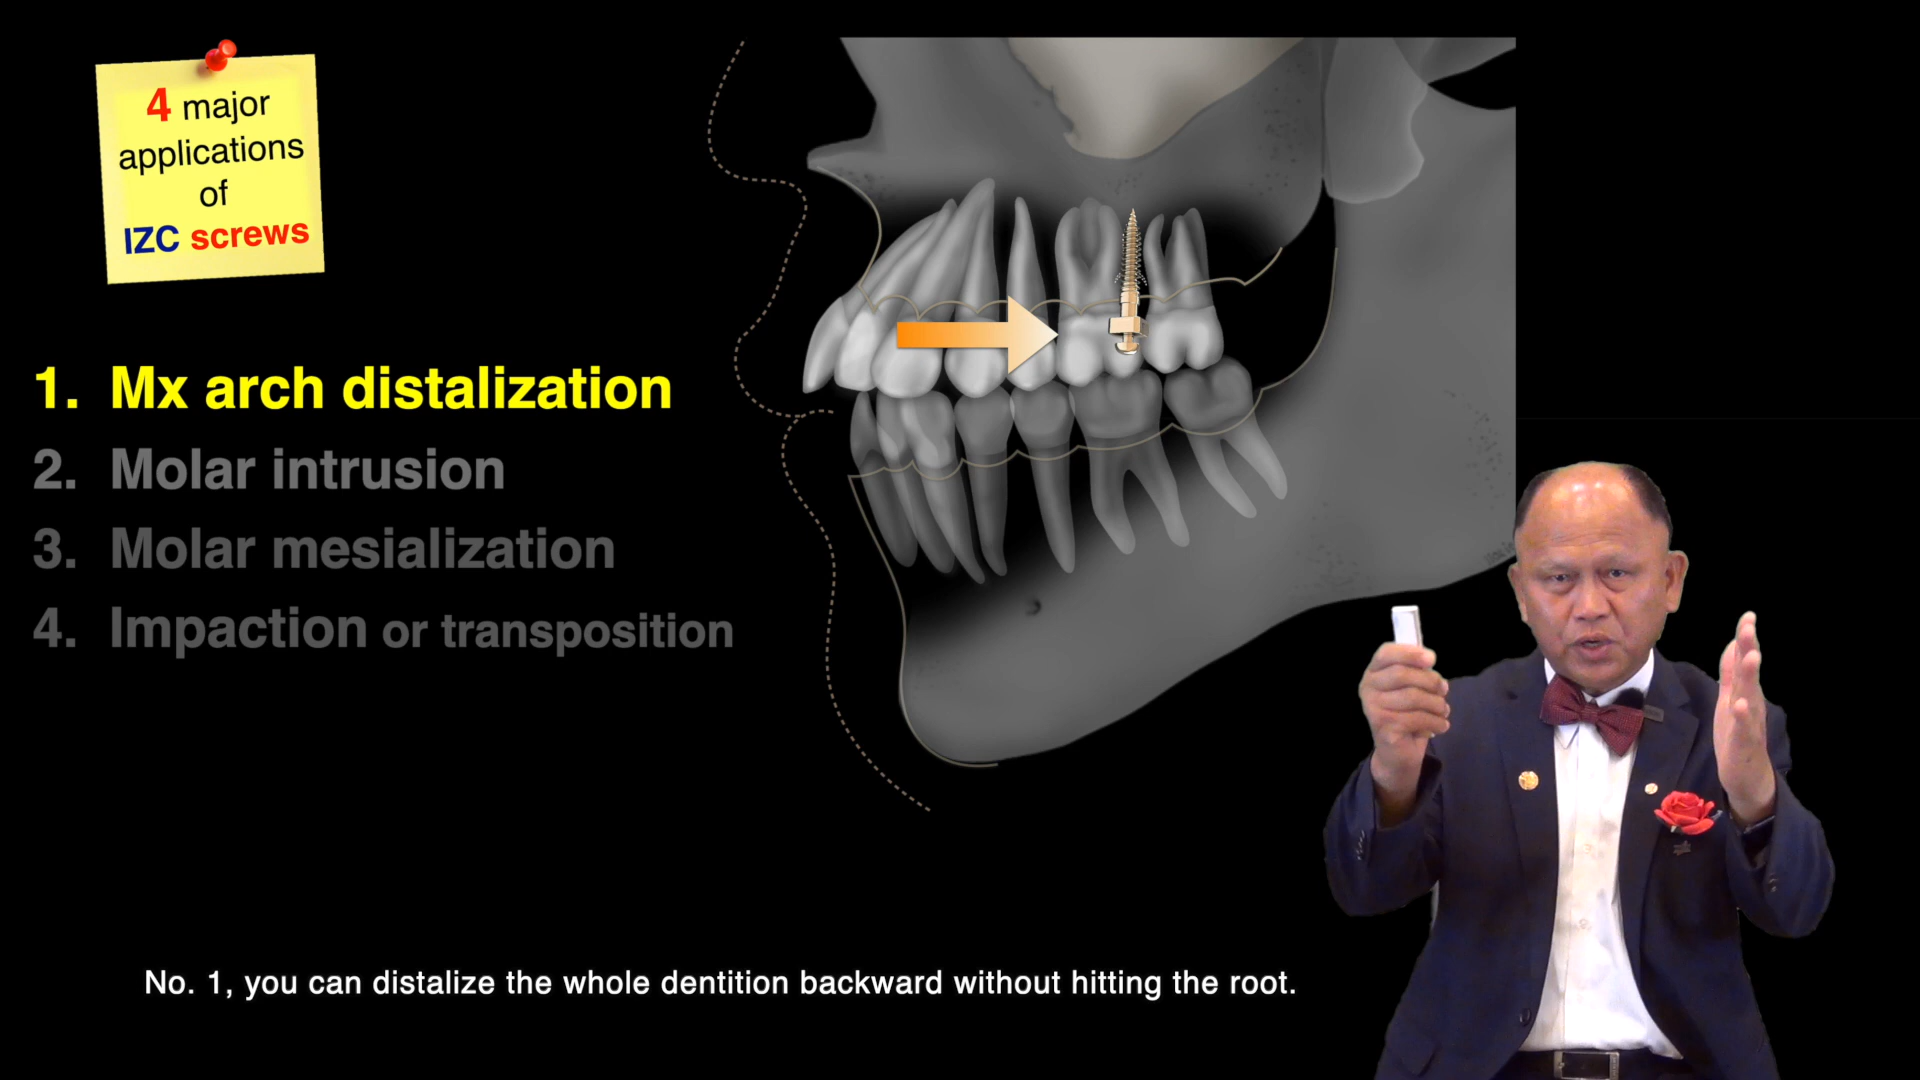 4 major
applications
of
IZC screws
1. Mx arch distalization
2. Molar intrusion
3. Molar mesialization
4. Impaction or transposition
No. 1, you can distalize the whole dentition backward without hitting the root.